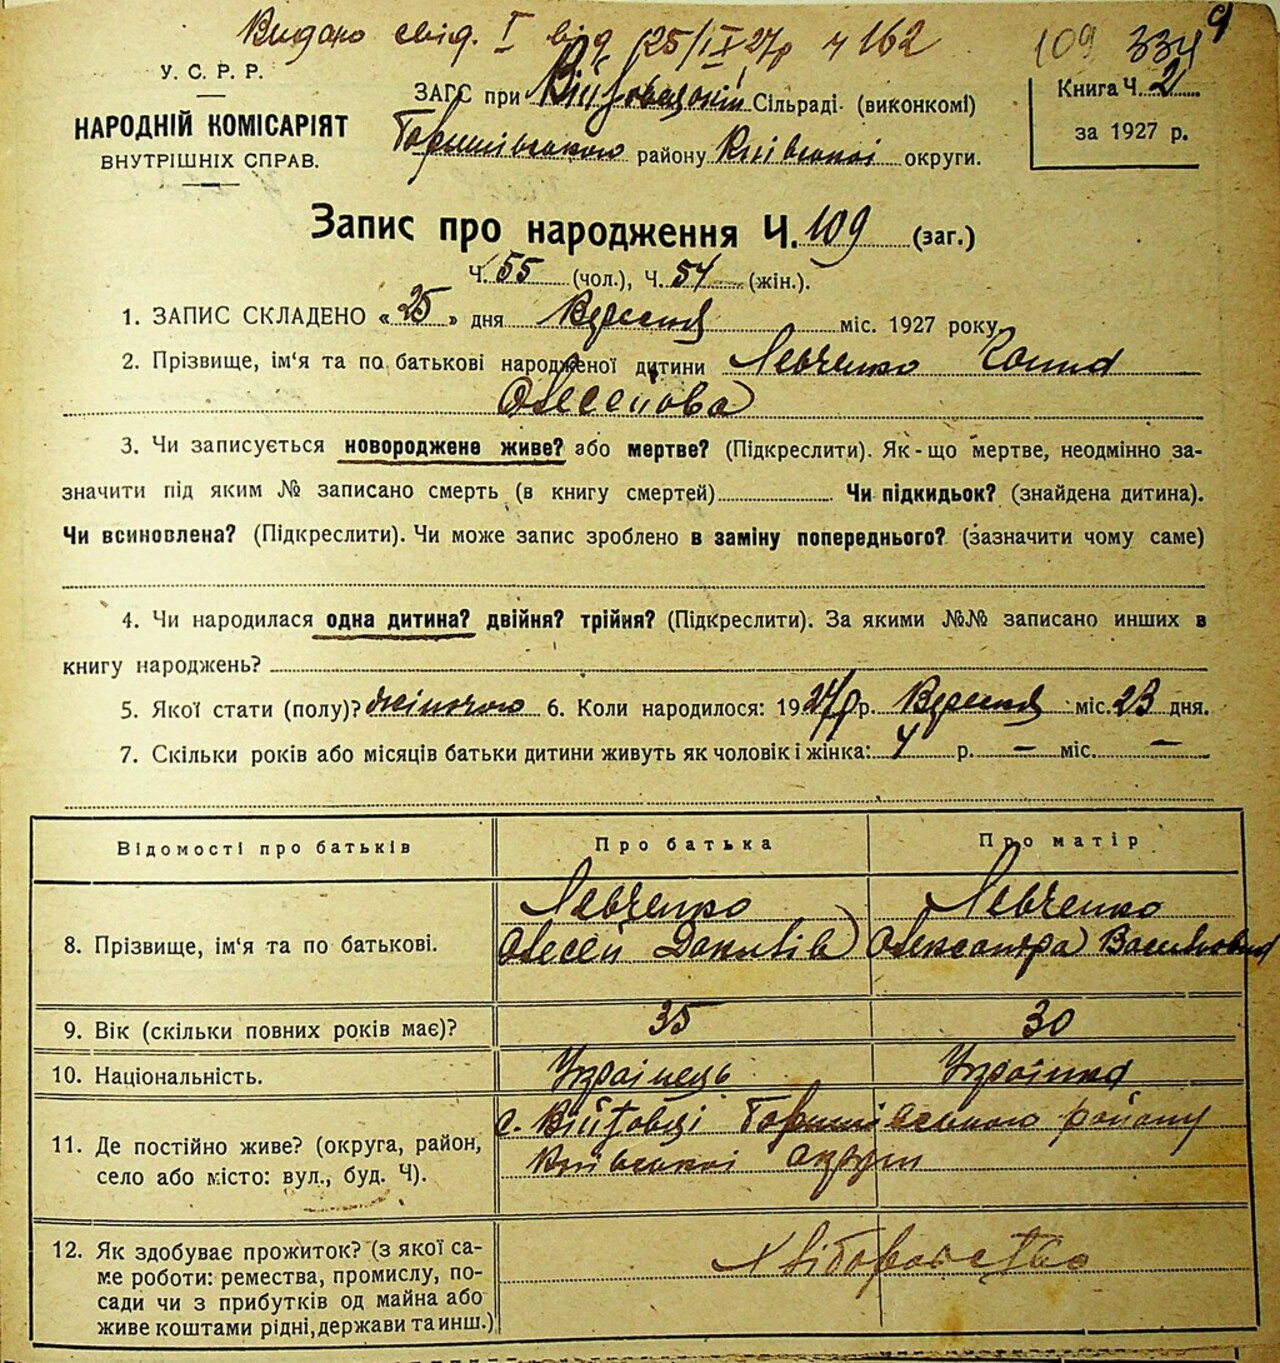 Видано свід. I від 25/IX 27р ч 162
109 334 9
У. С. Р. Р.
НАРОДНІЙ КОМІСАРІЯТ
ВНУТРІШНІХ СПРАВ.
ЗАГС при Війтовецькій Сільраді (виконкомі)
району Київської округи.
Книга Ч. 2
за 1927 р.
Запис про народження Ч. 109 (заг.)
Ч. 55 (чол.), Ч. 54 (жін.).
1. ЗАПИС СКЛАДЕНО «25» дня Вересня міс. 1927 року
2. Прізвище, ім'я та по батькові народженої дитини Левченко
Олесеїова
3. Чи записується новороджене живе? або мертве? (Підкреслити). Як-що мертве, неодмінно за-
значити під яким № записано смерть (в книгу смертей) Чи підкидьок? (знайдена дитина).
Чи всиновлена? (Підкреслити). Чи може запис зроблено в заміну попереднього? (зазначити чому саме)
4. Чи народилася одна дитина? двійня? трійня? (Підкреслити). За якими №№ записано инших в
книгу народжень?
5. Якої стати (полу)? жіночою 6. Коли народилося: 1927р р. Вересня міс. 23 дня.
7. Скільки років або місяців батьки дитини живуть як чоловік і жінка: 4 р. — міс. —
Відомості про батьків Про батька Про матір
8. Прізвище, ім'я та по батькові. Левченко Олесей Данилів Левченко Олександра Василівна
9. Вік (скільки повних років має)? 35 30
10. Національність. Українець Українка
11. Де постійно живе? (округа, район,
село або місто: вул., буд. Ч).
с. Війтовці району
Київської округи
12. Як здобуває прожиток? (з якої са-
ме роботи: ремества, промислу, по-
сади чи з прибутків од майна або
живе коштами рідні, держави та инш.)
Хліборобство